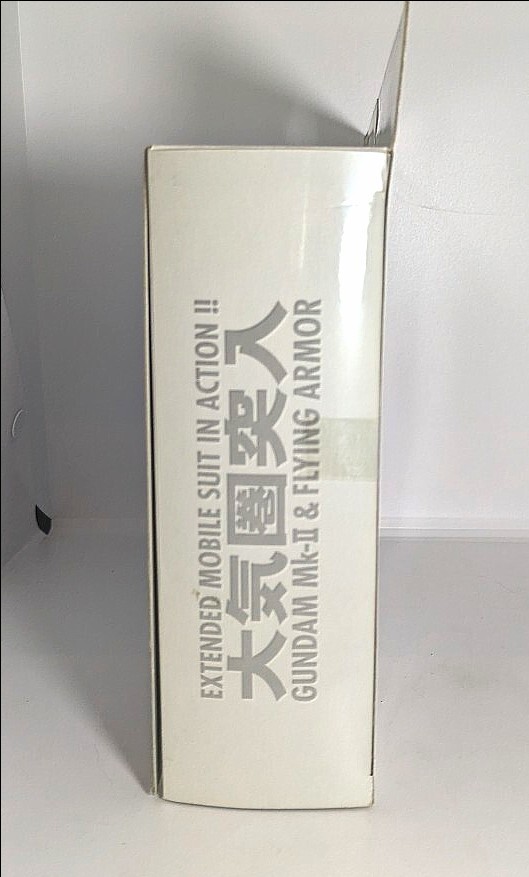 EXTENDED MOBILE SUIT IN ACTION !!
大気圏突入
GUNDAM Mk-II & FLYING ARMOR